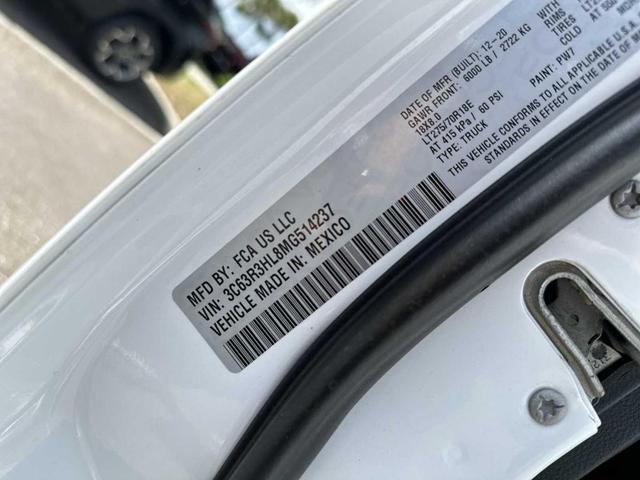 MFD BY: FCA US LLC
VIN: 3C63R3HL8MG514237
VEHICLE MADE IN: MEXICO
DATE OF MFR (BUILT): 12-20
GAWR FRONT: 6000 LB / 2722 KG WITH
18X8.0 RIMS
LT275/70R18E TIRES
AT 415 kPa / 60 PSI COLD
TYPE: TRUCK PAINT: PW7
THIS VEHICLE CONFORMS TO ALL APPLICABLE U.S.A.
STANDARDS IN EFFECT ON THE DATE OF